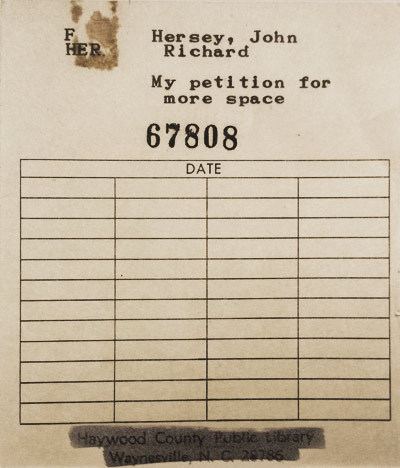 F
HER.
Hersey, John
Richard
My petition for
more space
67808
DATE
Haywood County Public Library
Waynesville, N. C. 28786